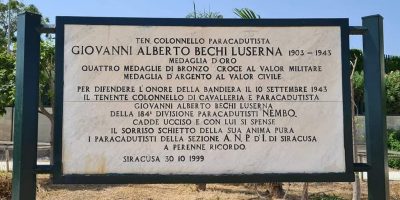 TEN COLONNELLO PARACADUTISTA
GIOVANNI ALBERTO BECHI LUSERNA 1903-1943
MEDAGLIA D'ORO
QUATTRO MEDAGLIE DI BRONZO CROCE AL VALOR MILITARE
MEDAGLIA D'ARGENTO AL VALOR CIVILE
PER DIFENDERE L'ONORE DELLA BANDIERA IL 10 SETTEMBRE 1943
IL TENENTE COLONNELLO DI CAVALLERIA E PARACADUTISTA
GIOVANNI ALBERTO BECHI LUSERNA
DELLA 184ª DIVISIONE PARACADUTISTI NEMBO,
CADDE UCCISO E CON LUI SI SPENSE
IL SORRISO SCHIETTO DELLA SUA ANIMA PURA
I PARACADUTISTI DELLA SEZIONE A.N.P. D'I. DI SIRACUSA
A PERENNE RICORDO.
SIRACUSA 30 10 1999